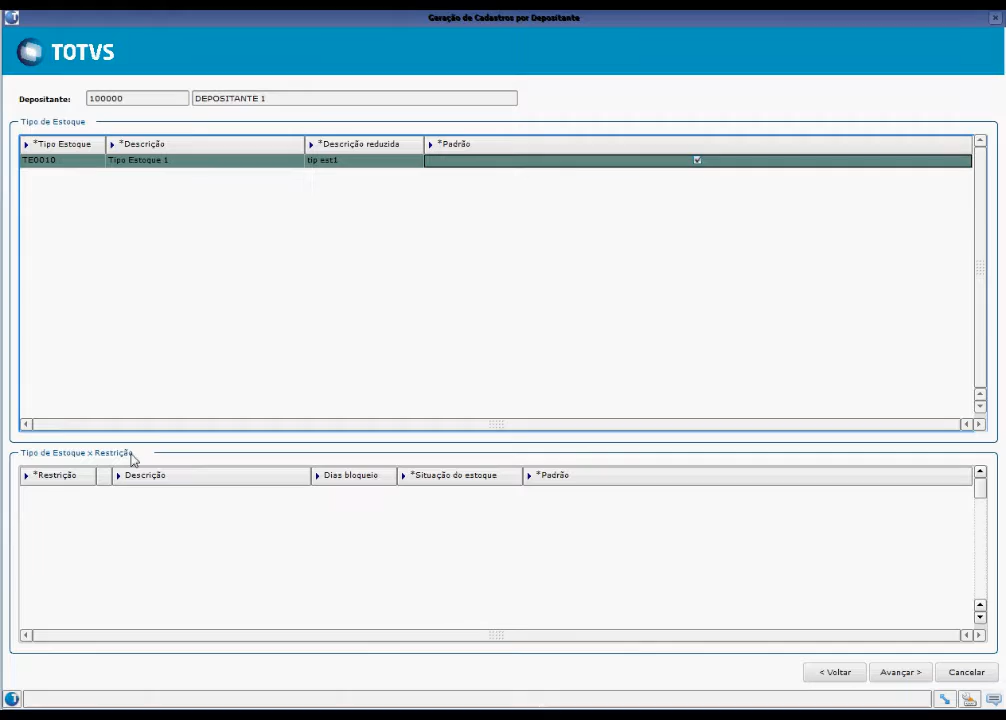 Geração de Cadastros por Depositante
TOTVS
Depositante: 100000 DEPOSITANTE 1
Tipo de Estoque
*Tipo Estoque *Descrição *Descrição reduzida *Padrão
TE0010 Tipo Estoque 1 tip est1
Tipo de Estoque x Restrição
*Restrição Descrição Dias bloqueio *Situação do estoque *Padrão
< Voltar Avançar > Cancelar